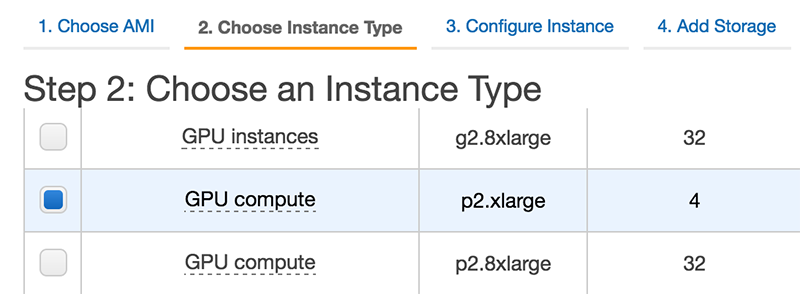 1. Choose AMI 2. Choose Instance Type 3. Configure Instance 4. Add Storage
Step 2: Choose an Instance Type
GPU instances g2.8xlarge 32
GPU compute p2.xlarge 4
GPU compute p2.8xlarge 32